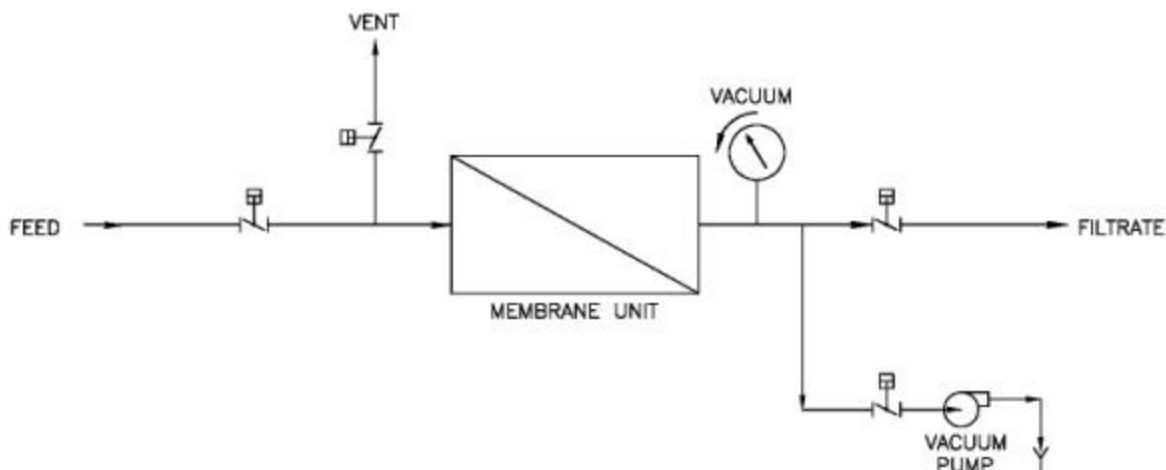 VENT
VACUUM
FEED
FILTRATE
MEMBRANE UNIT
VACUUM
PUMP